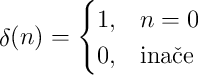 δ(n) = { 1, n = 0
0, inače